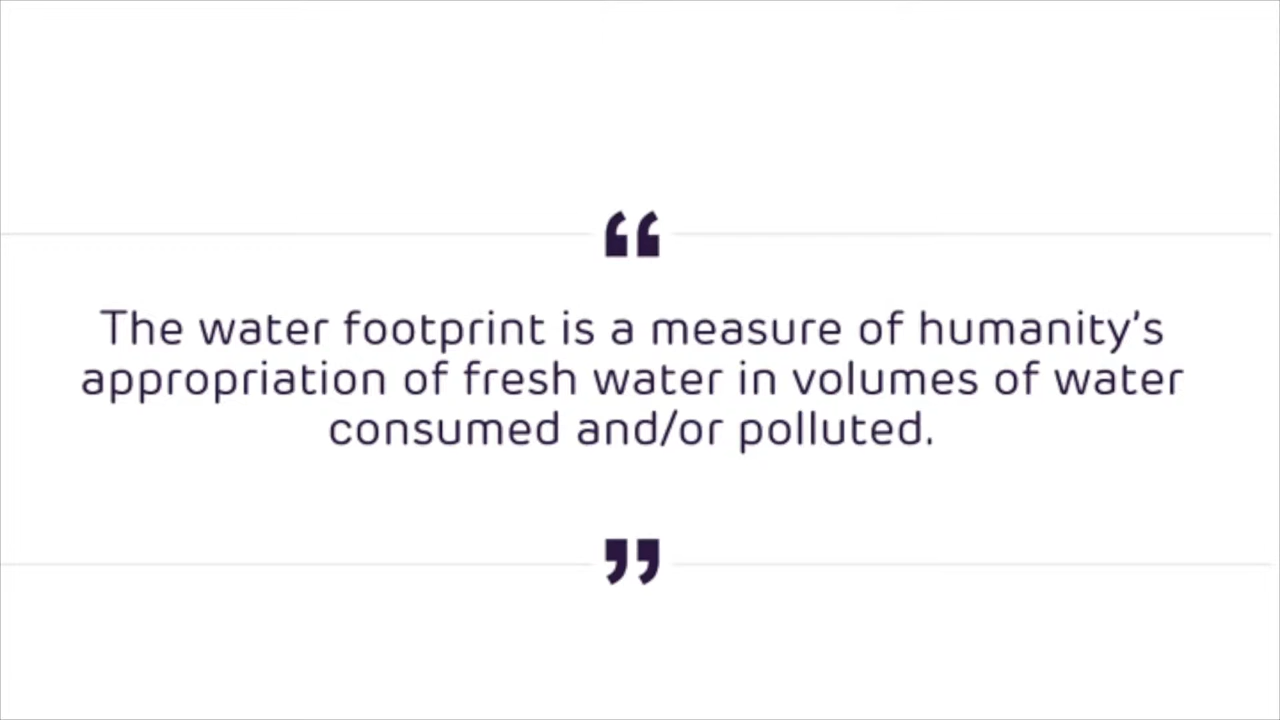 “
The water footprint is a measure of humanity’s
appropriation of fresh water in volumes of water
consumed and/or polluted.
”